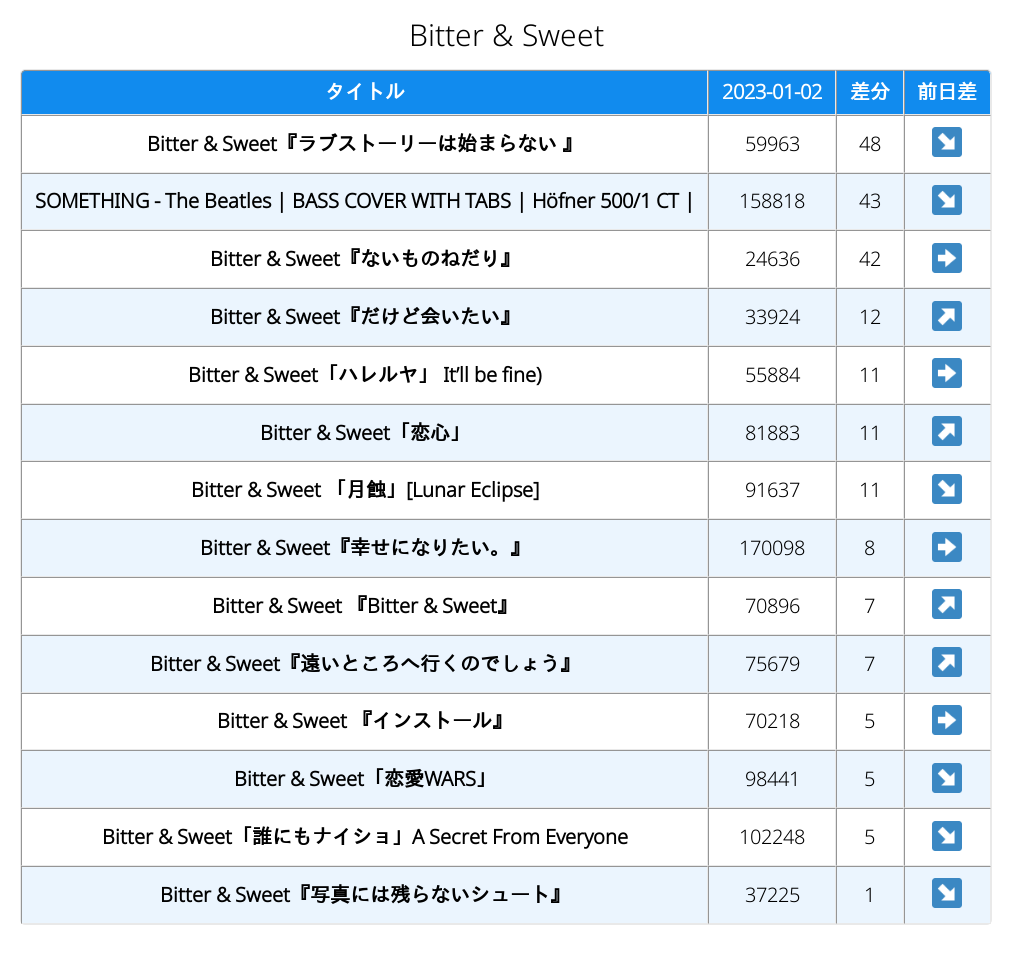 Bitter & Sweet
タイトル 2023-01-02 差分 前日差
Bitter & Sweet『ラブストーリーは始まらない 』 59963 48
SOMETHING - The Beatles | BASS COVER WITH TABS | Höfner 500/1 CT | 158818 43
Bitter & Sweet『ないものねだり』 24636 42
Bitter & Sweet『だけど会いたい』 33924 12
Bitter & Sweet「ハレルヤ」 It’ll be fine) 55884 11
Bitter & Sweet「恋心」 81883 11
Bitter & Sweet 「月蝕」[Lunar Eclipse] 91637 11
Bitter & Sweet『幸せになりたい。』 170098 8
Bitter & Sweet 『Bitter & Sweet』 70896 7
Bitter & Sweet『遠いところへ行くのでしょう』 75679 7
Bitter & Sweet 『インストール』 70218 5
Bitter & Sweet「恋愛WARS」 98441 5
Bitter & Sweet「誰にもナイショ」A Secret From Everyone 102248 5
Bitter & Sweet『写真には残らないシュート』 37225 1